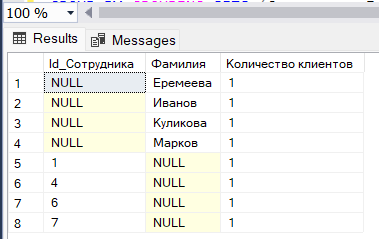 100 %
Results Messages
Id_Сотрудника Фамилия Количество клиентов
1 NULL Еремеева 1
2 NULL Иванов 1
3 NULL Куликова 1
4 NULL Марков 1
5 1 NULL 1
6 4 NULL 1
7 6 NULL 1
8 7 NULL 1